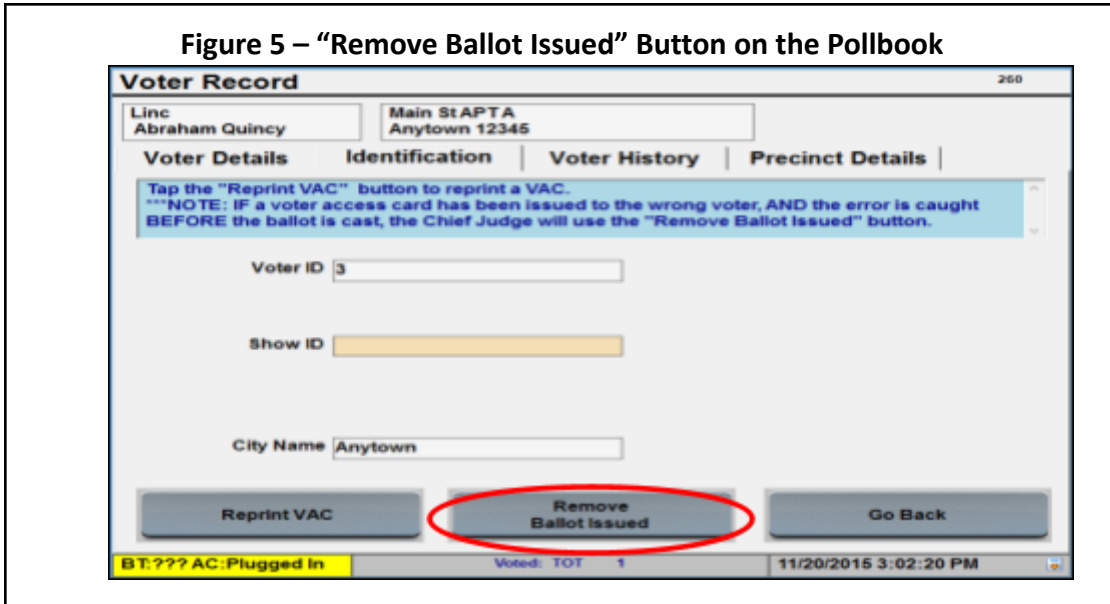 Figure 5 – “Remove Ballot Issued” Button on the Pollbook
Voter Record 260
Linc Main St APT A
Abraham Quincy Anytown 12345
Voter Details Identification Voter History Precinct Details
Tap the "Reprint VAC" button to reprint a VAC.
***NOTE: IF a voter access card has been issued to the wrong voter, AND the error is caught
BEFORE the ballot is cast, the Chief Judge will use the "Remove Ballot Issued" button.
Voter ID 3
Show ID
City Name Anytown
Reprint VAC Remove Go Back
Ballot Issued
BT:??? AC:Plugged In Voted: TOT 1 11/20/2015 3:02:20 PM